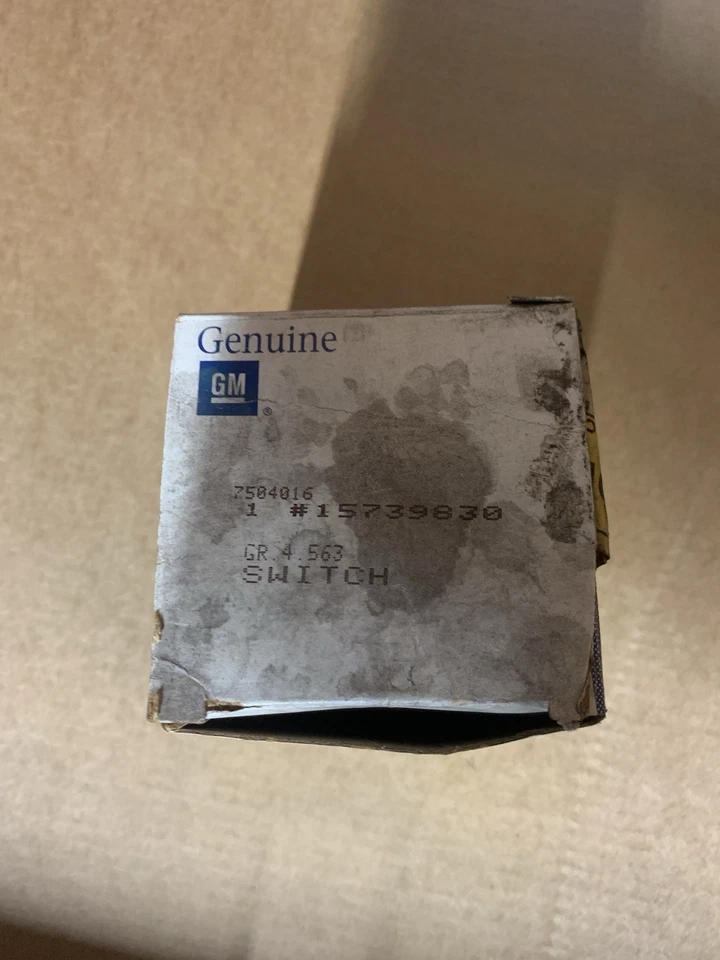 Genuine
GM
®
7504016
1 #15739830
GR.4.563
SWITCH